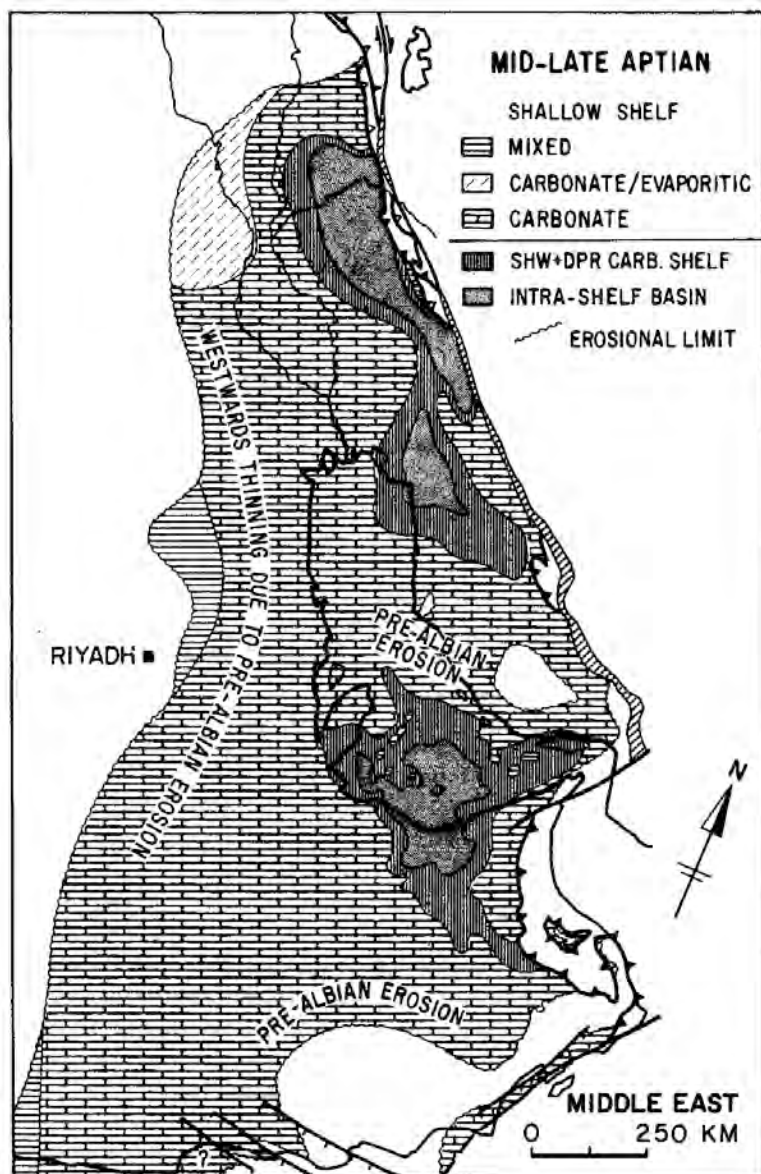 MID-LATE APTIAN
SHALLOW SHELF
MIXED
CARBONATE/EVAPORITIC
CARBONATE
SHW+DPR CARB. SHELF
INTRA-SHELF BASIN
EROSIONAL LIMIT
WESTWARDS THINNING DUE TO PRE-ALBIAN EROSION
PRE-ALBIAN
EROSION
RIYADH
N
PRE-ALBIAN EROSION
MIDDLE EAST
0 250 KM
?